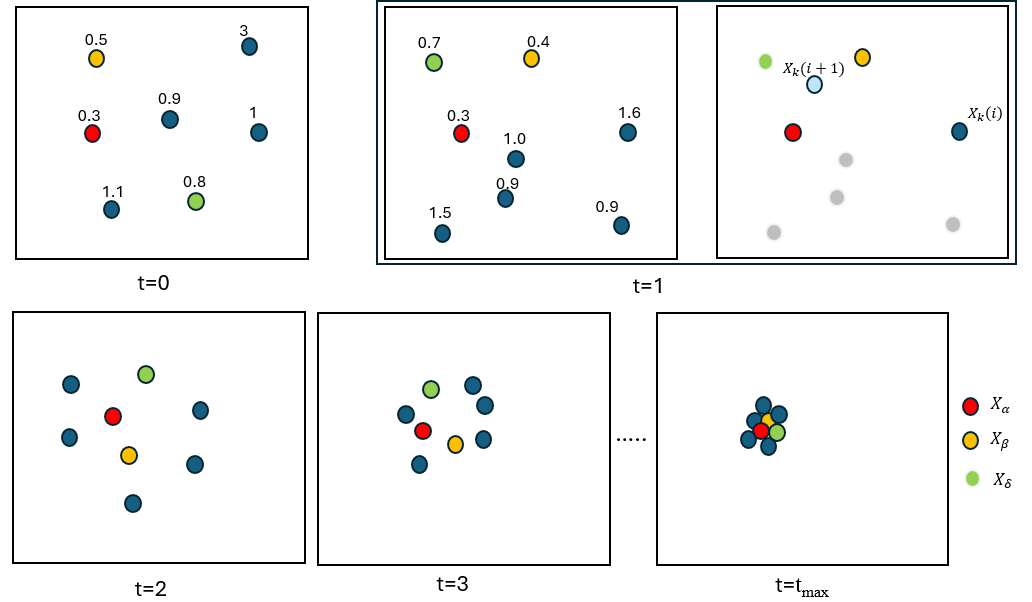 0.5
3
0.9
0.3
1
1.1
0.8
t=0
0.7
0.4
0.3
1.6
1.0
0.9
1.5
0.9
X_k(i+1)
X_k(i)
t=1
t=2
t=3
.....
t=t_max
X_α
X_β
X_δ